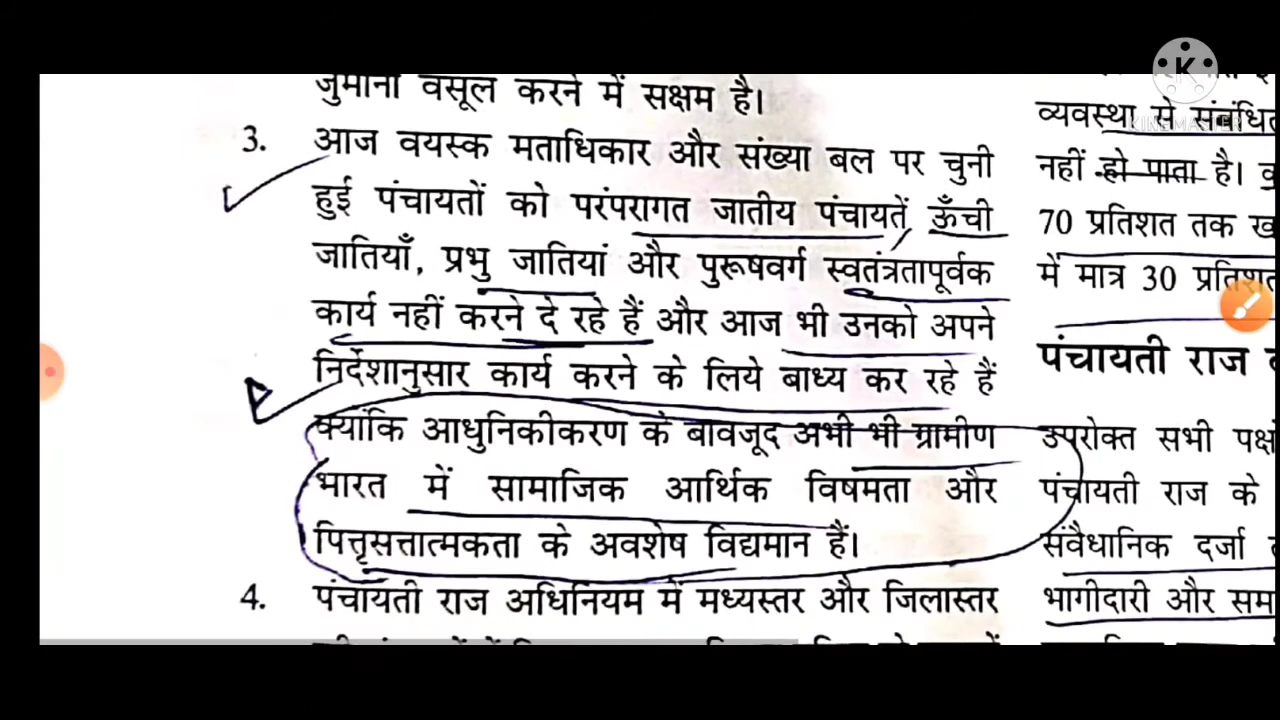 जुर्माना वसूल करने में सक्षम है।
3. आज वयस्क मताधिकार और संख्या बल पर चुनी
हुई पंचायतों को परंपरागत जातीय पंचायतें, ऊँची
जातियाँ, प्रभु जातियां और पुरूषवर्ग स्वतंत्रतापूर्वक
कार्य नहीं करने दे रहे हैं और आज भी उनको अपने
निर्देशानुसार कार्य करने के लिये बाध्य कर रहे हैं
क्योंकि आधुनिकीकरण के बावजूद अभी भी ग्रामीण
भारत में सामाजिक आर्थिक विषमता और
पित्तृसत्तात्मकता के अवशेष विद्यमान हैं।
4. पंचायती राज अधिनियम में मध्यस्तर और जिलास्तर
व्यवस्था से संबंधित
नहीं हो पाता है।
70 प्रतिशत तक
में मात्र 30 प्रतिशत
पंचायती राज
उपरोक्त सभी
पंचायती राज के
संवैधानिक दर्जा
भागीदारी और
K
KINEMASTER